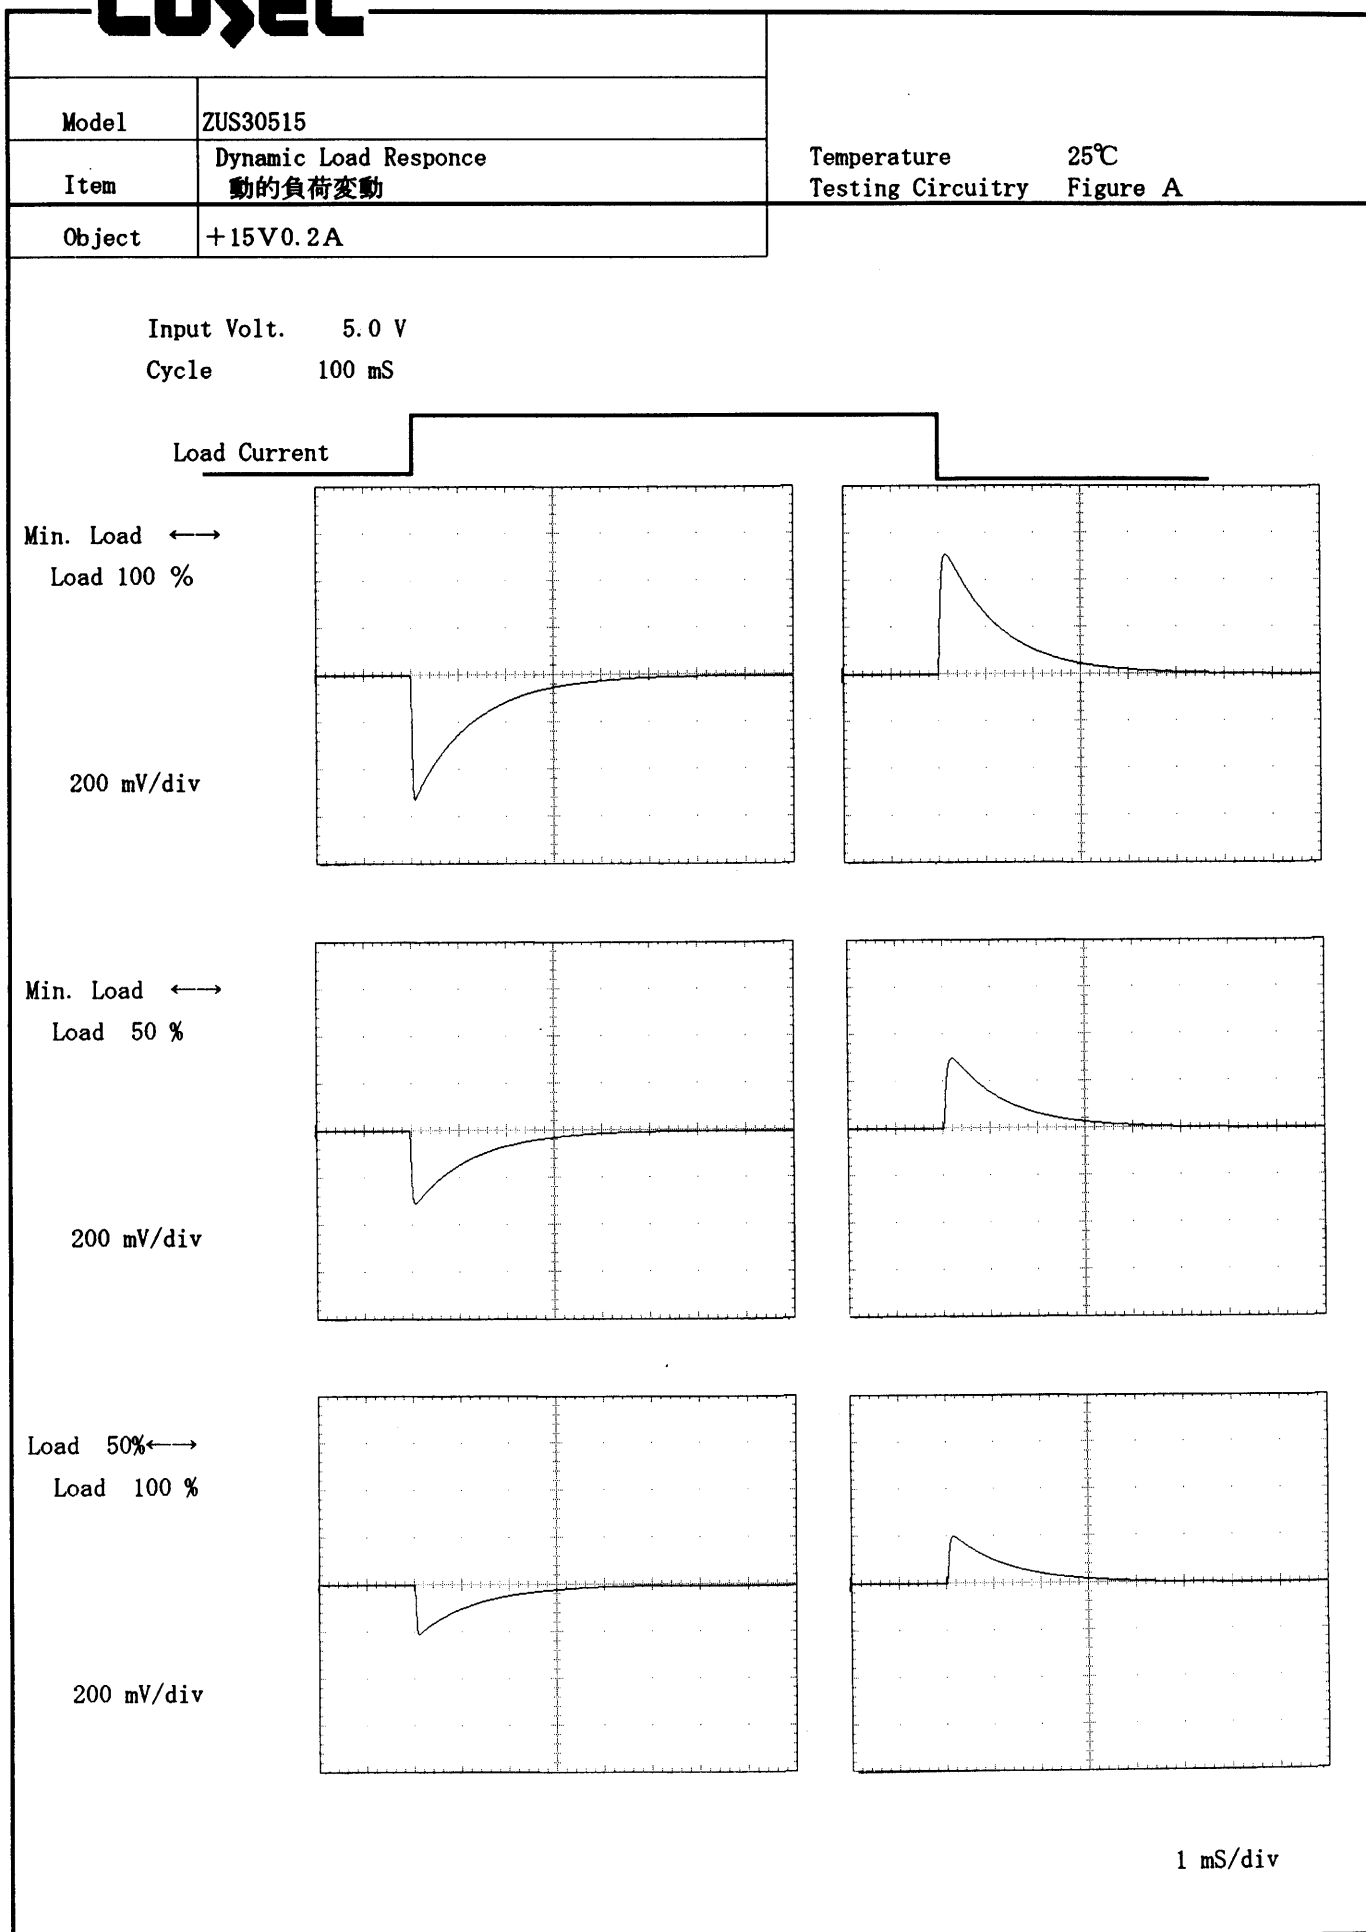 COSEL
Model ZUS30515
Item Dynamic Load Responce
動的負荷変動
Temperature 25℃
Testing Circuitry Figure A
Object +15V0.2A
Input Volt. 5.0 V
Cycle 100 mS
Load Current
Min. Load ←→
Load 100 %
200 mV/div
Min. Load ←→
Load 50 %
200 mV/div
Load 50%←→
Load 100 %
200 mV/div
1 mS/div